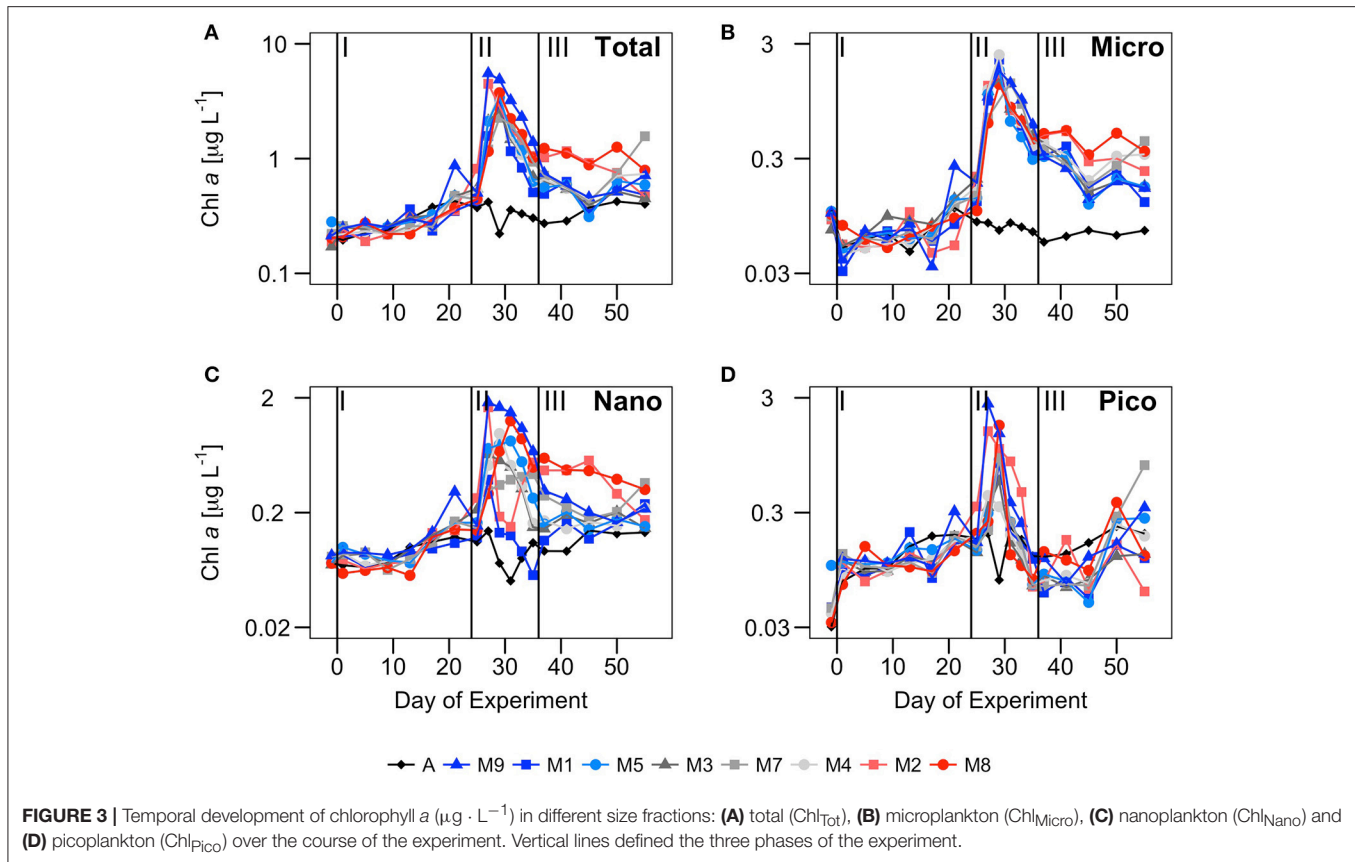 A
I
II
III
Total
10
1
0.1
Chl a [µg L⁻¹]
0
10
20
30
40
50
B
I
II
III
Micro
3
0.3
0.03
0
10
20
30
40
50
C
I
II
III
Nano
2
0.2
0.02
Chl a [µg L⁻¹]
0
10
20
30
40
50
Day of Experiment
D
I
II
III
Pico
3
0.3
0.03
0
10
20
30
40
50
Day of Experiment
A M9 M1 M5 M3 M7 M4 M2 M8
FIGURE 3 | Temporal development of chlorophyll a (µg · L⁻¹) in different size fractions: (A) total (ChlTot), (B) microplankton (ChlMicro), (C) nanoplankton (ChlNano) and
(D) picoplankton (ChlPico) over the course of the experiment. Vertical lines defined the three phases of the experiment.